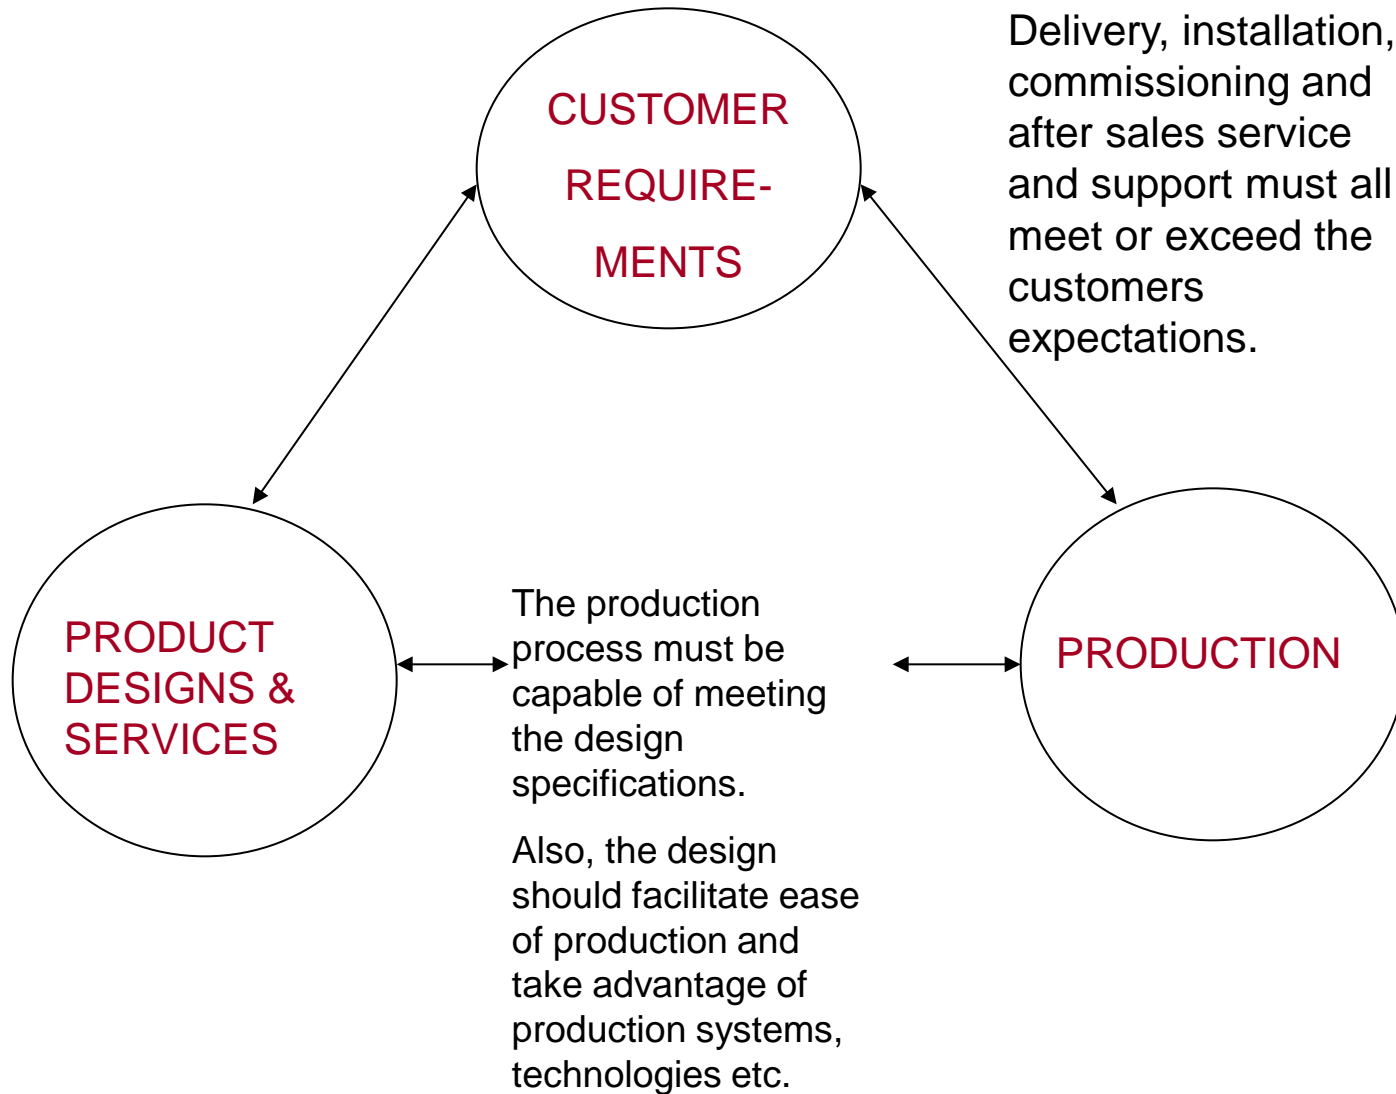 CUSTOMER
REQUIRE-
MENTS
Delivery, installation,
commissioning and
after sales service
and support must all
meet or exceed the
customers
expectations.
PRODUCT
DESIGNS &
SERVICES
The production
process must be
capable of meeting
the design
specifications.
Also, the design
should facilitate ease
of production and
take advantage of
production systems,
technologies etc.
PRODUCTION